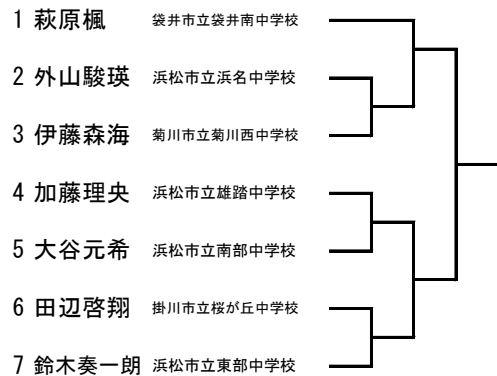 1 萩原楓 袋井市立袋井南中学校
2 外山駿瑛 浜松市立浜名中学校
3 伊藤森海 菊川市立菊川西中学校
4 加藤理央 浜松市立雄踏中学校
5 大谷元希 浜松市立南部中学校
6 田辺啓翔 掛川市立桜が丘中学校
7 鈴木奏一朗 浜松市立東部中学校